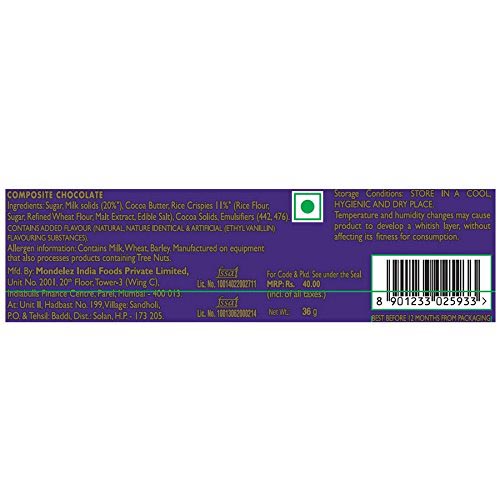 COMPOSITE CHOCOLATE
Ingredients: Sugar, Milk solids (20%*), Cocoa Butter, Rice Crispies 11%* (Rice Flour,
Sugar, Refined Wheat Flour, Malt Extract, Edible Salt), Cocoa Solids, Emulsifiers (442, 476).
CONTAINS ADDED FLAVOUR (NATURAL, NATURE IDENTICAL & ARTIFICIAL (ETHYL VANILLIN)
FLAVOURING SUBSTANCES).
Allergen information: Contains Milk, Wheat, Barley. Manufactured on equipment
that also processes products containing Tree Nuts.
Mfd. By: Mondelez India Foods Private Limited,
Unit No. 2001, 20th Floor, Tower-3 (Wing C),
Indiabulls Finance Centre, Parel, Mumbai - 400 013.
At: Unit III, Hadbast No. 199, Village: Sandholi,
P.O. & Tehsil: Baddi, Dist.: Solan, H.P. - 173 205.
fssai
Lic. No. 10014022002711
fssai
Lic. No. 10013062000214
For Code & Pkd. See under the Seal
MRP: Rs. 40.00
(incl. of all taxes.)
Net Wt. 36 g
Storage Conditions: STORE IN A COOL,
HYGIENIC AND DRY PLACE.
Temperature and humidity changes may cause
product to develop a whitish layer, without
affecting its fitness for consumption.
8 901233 025933 >
BEST BEFORE 12 MONTHS FROM PACKAGING